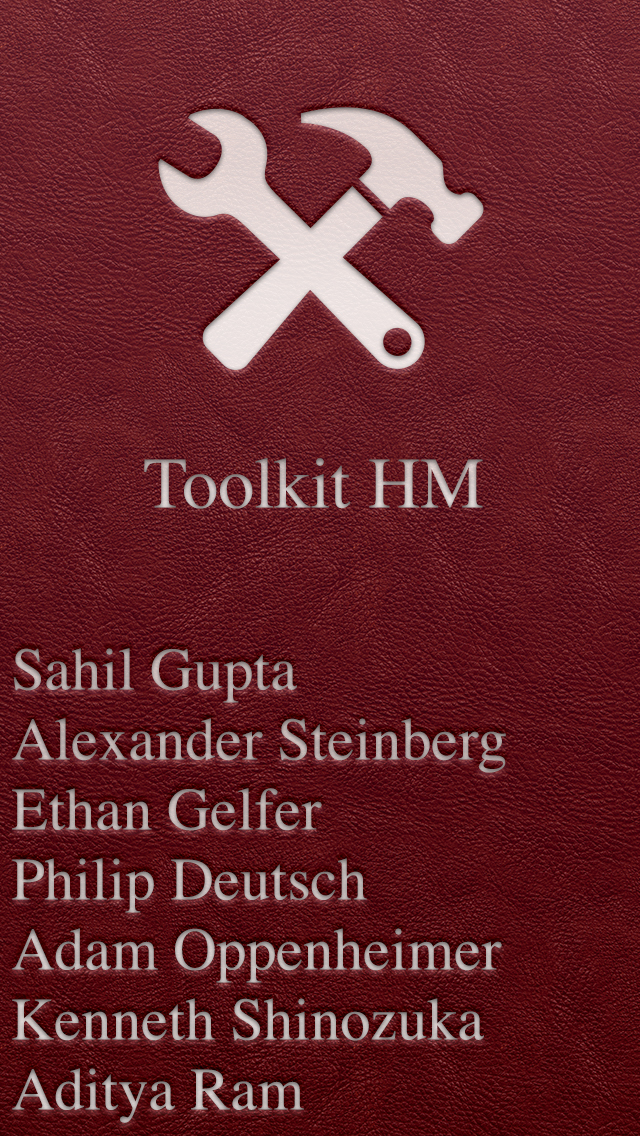 Toolkit HM
Sahil Gupta
Alexander Steinberg
Ethan Gelfer
Philip Deutsch
Adam Oppenheimer
Kenneth Shinozuka
Aditya Ram